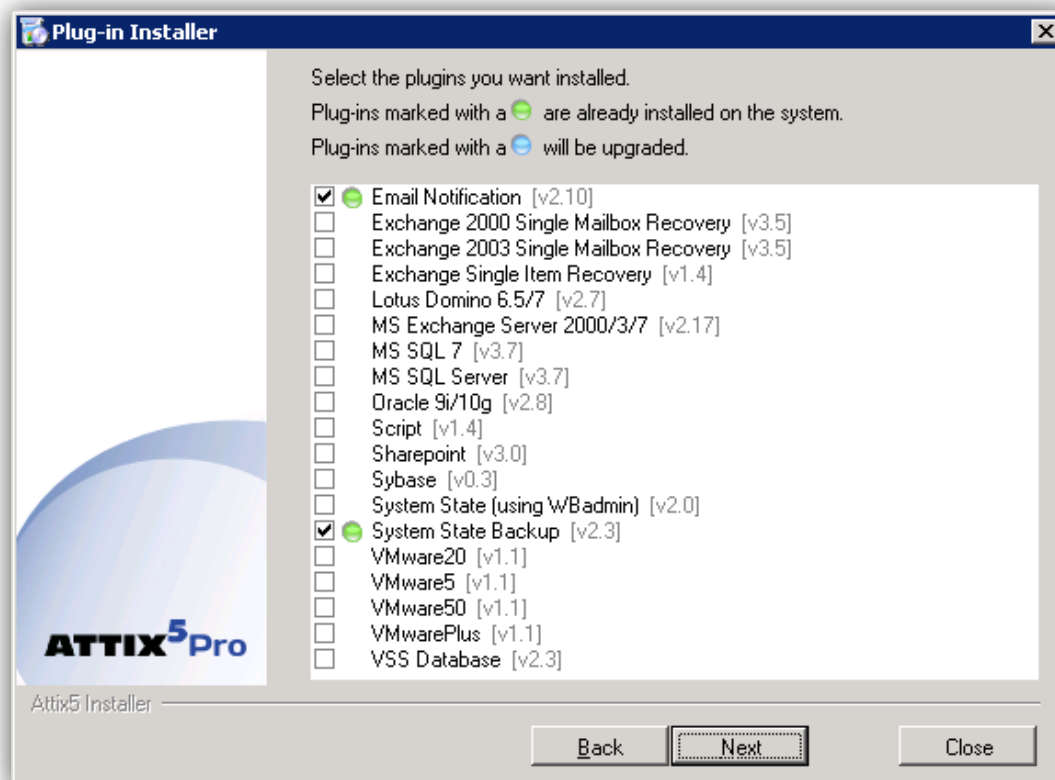 Plug-in Installer
Select the plugins you want installed.
Plug-ins marked with a are already installed on the system.
Plug-ins marked with a will be upgraded.
Email Notification [v2.10]
Exchange 2000 Single Mailbox Recovery [v3.5]
Exchange 2003 Single Mailbox Recovery [v3.5]
Exchange Single Item Recovery [v1.4]
Lotus Domino 6.5/7 [v2.7]
MS Exchange Server 2000/3/7 [v2.17]
MS SQL 7 [v3.7]
MS SQL Server [v3.7]
Oracle 9i/10g [v2.8]
Script [v1.4]
Sharepoint [v3.0]
Sybase [v0.3]
System State (using WBadmin) [v2.0]
System State Backup [v2.3]
VMware20 [v1.1]
VMware5 [v1.1]
VMware50 [v1.1]
VMwarePlus [v1.1]
VSS Database [v2.3]
ATTIX5 Pro
Attix5 Installer
Back Next Close